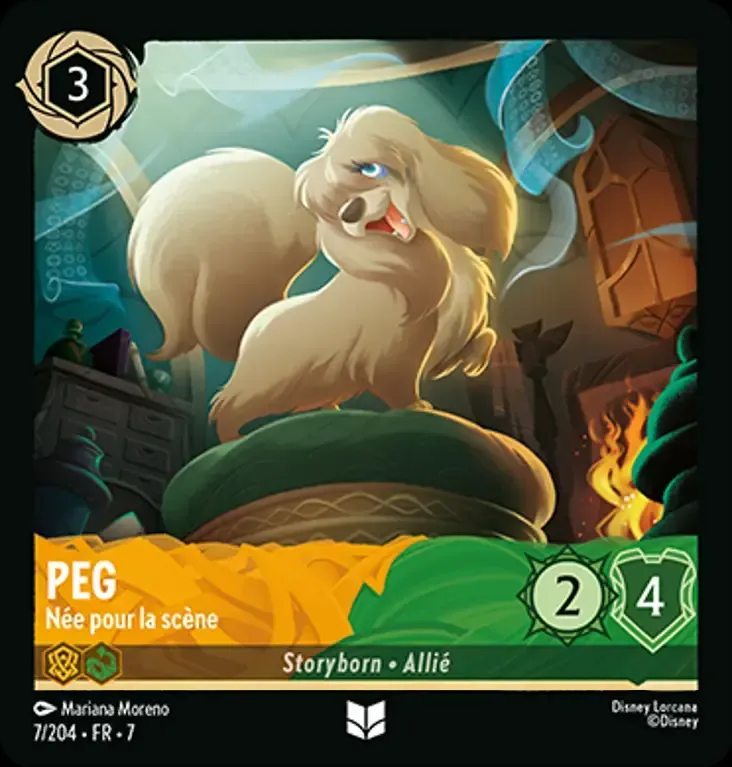 3
PEG
Née pour la scène
2
4
Storyborn • Allié
Mariana Moreno
7/204 • FR • 7
Disney Lorcana
©Disney